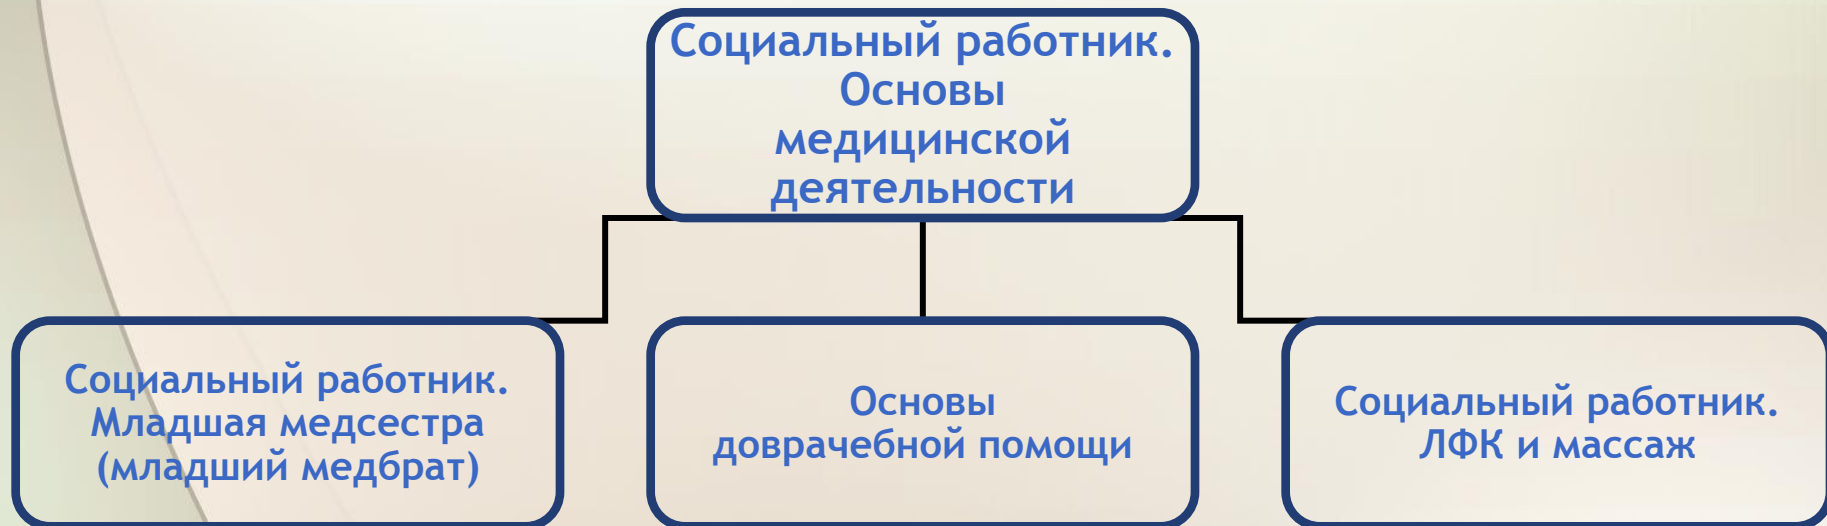 Социальный работник.
Основы
медицинской
деятельности
Социальный работник.
Младшая медсестра
(младший медбрат)
Основы
доврачебной помощи
Социальный работник.
ЛФК и массаж